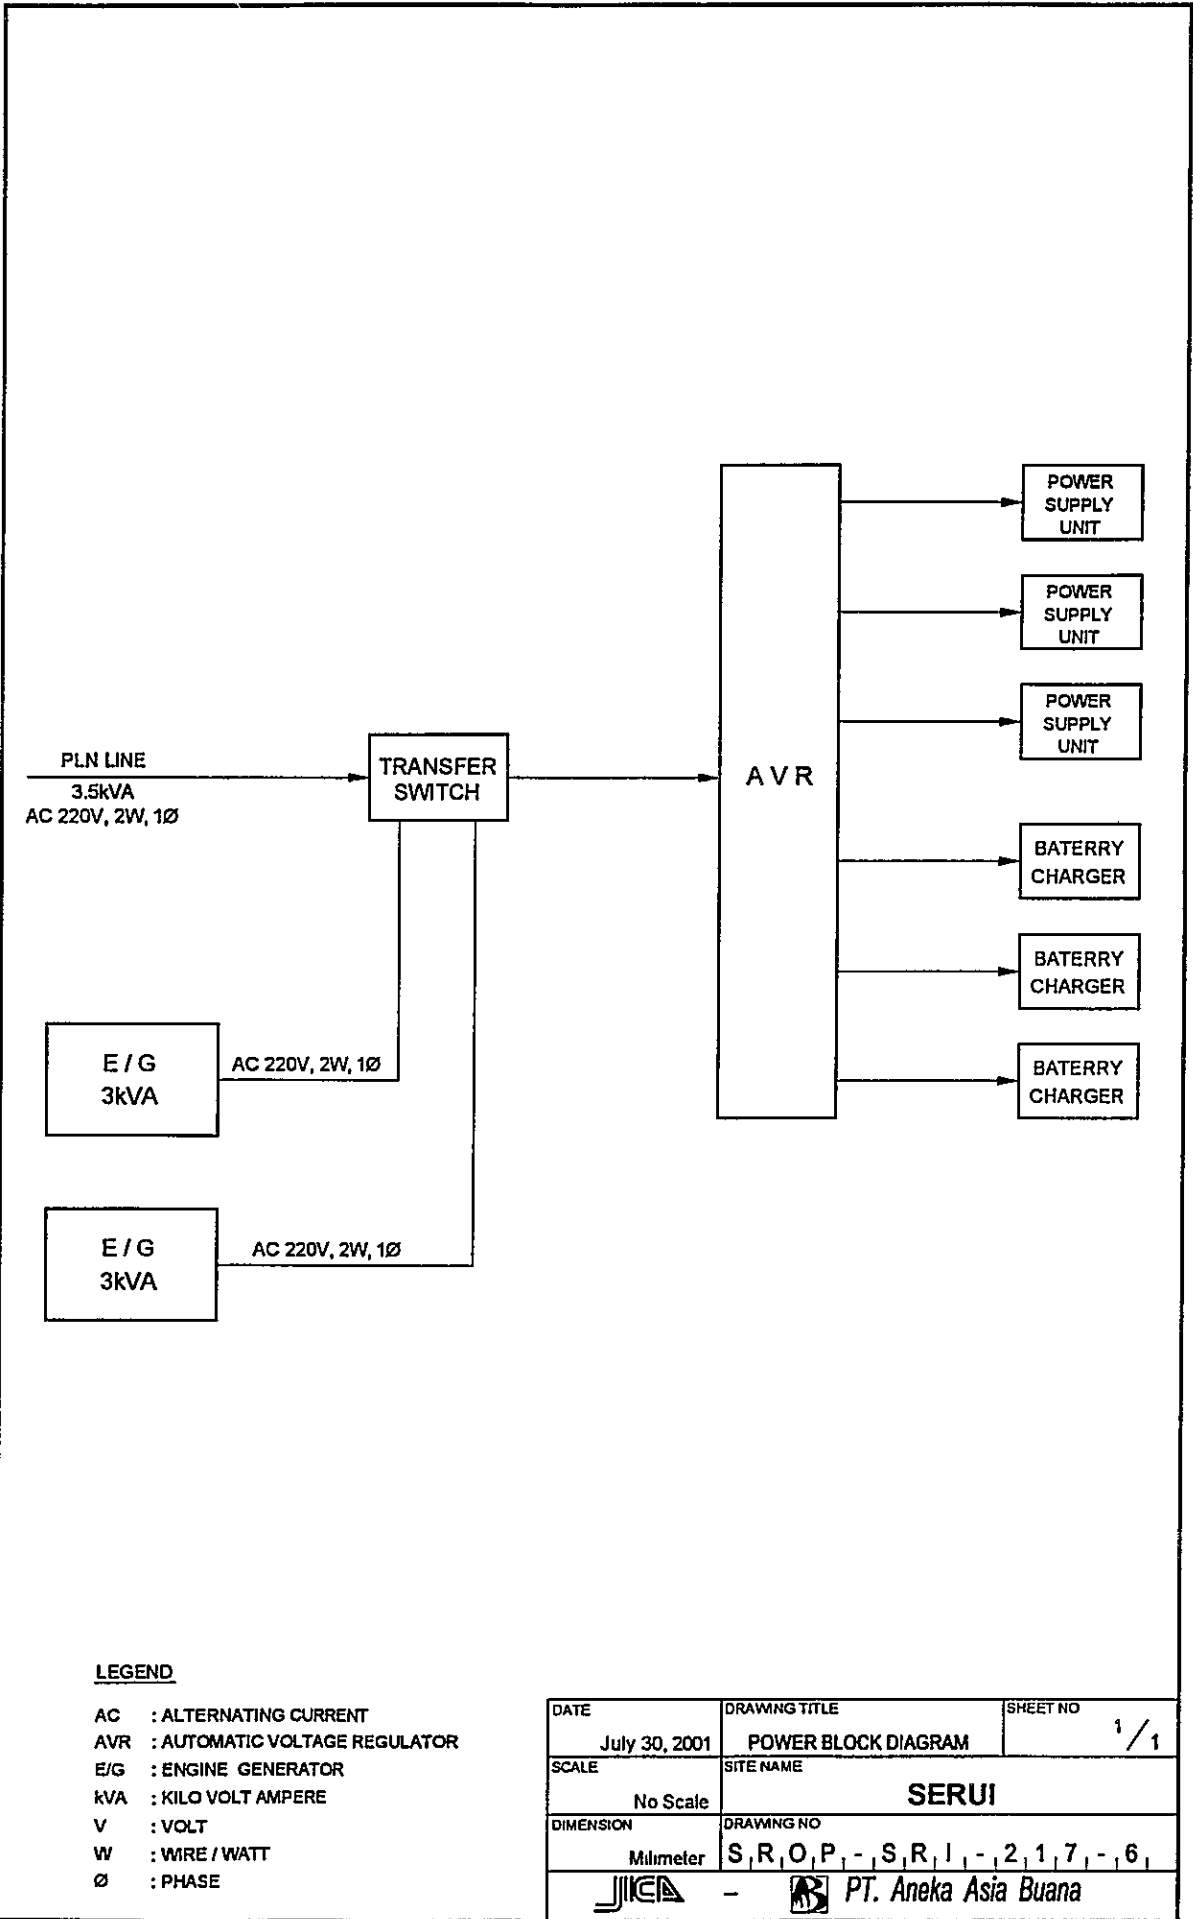 POWER
SUPPLY
UNIT
POWER
SUPPLY
UNIT
POWER
SUPPLY
UNIT
PLN LINE
3.5kVA
AC 220V, 2W, 1Ø
TRANSFER
SWITCH
A V R
BATERRY
CHARGER
BATERRY
CHARGER
BATERRY
CHARGER
E / G
3kVA
AC 220V, 2W, 1Ø
E / G
3kVA
AC 220V, 2W, 1Ø
LEGEND
AC : ALTERNATING CURRENT
AVR : AUTOMATIC VOLTAGE REGULATOR
E/G : ENGINE GENERATOR
kVA : KILO VOLT AMPERE
V : VOLT
W : WIRE / WATT
Ø : PHASE
DATE
July 30, 2001
DRAWING TITLE
POWER BLOCK DIAGRAM
SHEET NO
1/1
SCALE
No Scale
SITE NAME
SERUI
DIMENSION
Milimeter
DRAWING NO
SROP-SRI-217-6
JICA - PT. Aneka Asia Buana